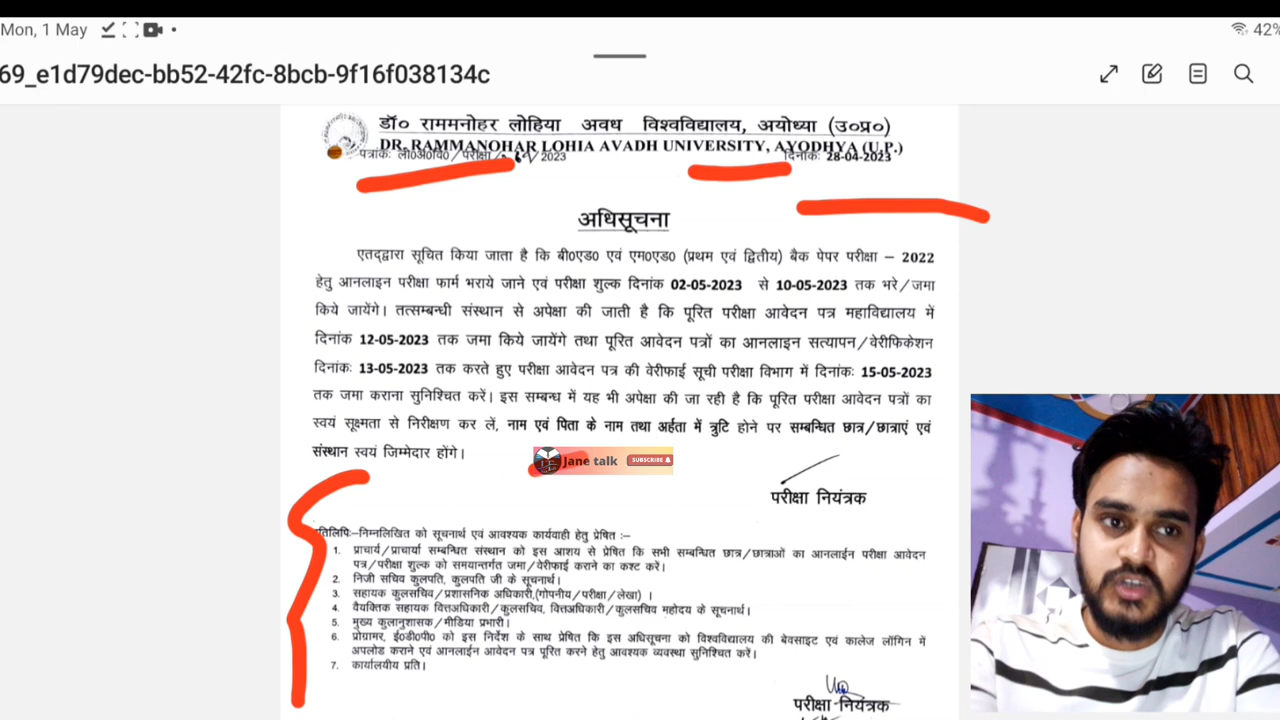 Mon, 1 May
42%
69_e1d79dec-bb52-42fc-8bcb-9f16f038134c
डॉ० राममनोहर लोहिया अवध विश्वविद्यालय, अयोध्या (उ०प्र०)
DR. RAMMANOHAR LOHIA AVADH UNIVERSITY, AYODHYA (U.P.)
पत्रांकः लो०अ०वि०/परीक्षा/ /2023 दिनांकः 28-04-2023
अधिसूचना
एतद्द्वारा सूचित किया जाता है कि बी०एड० एवं एम०एड० (प्रथम एवं द्वितीय) बैक पेपर परीक्षा – 2022
हेतु आनलाइन परीक्षा फार्म भराये जाने एवं परीक्षा शुल्क दिनांक 02-05-2023 से 10-05-2023 तक भरे/जमा
किये जायेंगे। तत्सम्बन्धी संस्थान से अपेक्षा की जाती है कि पूरित परीक्षा आवेदन पत्र महाविद्यालय में
दिनांक 12-05-2023 तक जमा किये जायेंगे तथा पूरित आवेदन पत्रों का आनलाइन सत्यापन/वेरीफिकेशन
दिनांकः 13-05-2023 तक करते हुए परीक्षा आवेदन पत्र की वेरीफाई सूची परीक्षा विभाग में दिनांकः 15-05-2023
तक जमा कराना सुनिश्चित करें। इस सम्बन्ध में यह भी अपेक्षा की जा रही है कि पूरित परीक्षा आवेदन पत्रों का
स्वयं सूक्ष्मता से निरीक्षण कर लें, नाम एवं पिता के नाम तथा अर्हता में त्रुटि होने पर सम्बन्धित छात्र/छात्राएं एवं
संस्थान स्वयं जिम्मेदार होंगे।
Jane talk SUBSCRIBE
परीक्षा नियंत्रक
प्रतिलिपिः–निम्नलिखित को सूचनार्थ एवं आवश्यक कार्यवाही हेतु प्रेषित :–
1. प्राचार्य/प्राचार्या सम्बन्धित संस्थान को इस आशय से प्रेषित कि सभी सम्बन्धित छात्र/छात्राओं का आनलाईन परीक्षा आवेदन
पत्र/परीक्षा शुल्क को समयान्तर्गत जमा/वेरीफाई कराने का कश्ट करें।
2. निजी सचिव कुलपति, कुलपति जी के सूचनार्थ।
3. सहायक कुलसचिव/प्रशासनिक अधिकारी,(गोपनीय/परीक्षा/लेखा) ।
4. वैयक्तिक सहायक वित्तअधिकारी/कुलसचिव, वित्तअधिकारी/कुलसचिव महोदय के सूचनार्थ।
5. मुख्य कुलानुशासक/मीडिया प्रभारी।
6. प्रोग्रामर, ई०डी०पी० को इस निर्देश के साथ प्रेषित कि इस अधिसूचना को विश्वविद्यालय की बेवसाइट एवं कालेज लॉगिन में
अपलोड कराने एवं आनलाईन आवेदन पत्र पूरित करने हेतु आवश्यक व्यवस्था सुनिश्चित करें।
7. कार्यालयीय प्रति।
परीक्षा नियंत्रक